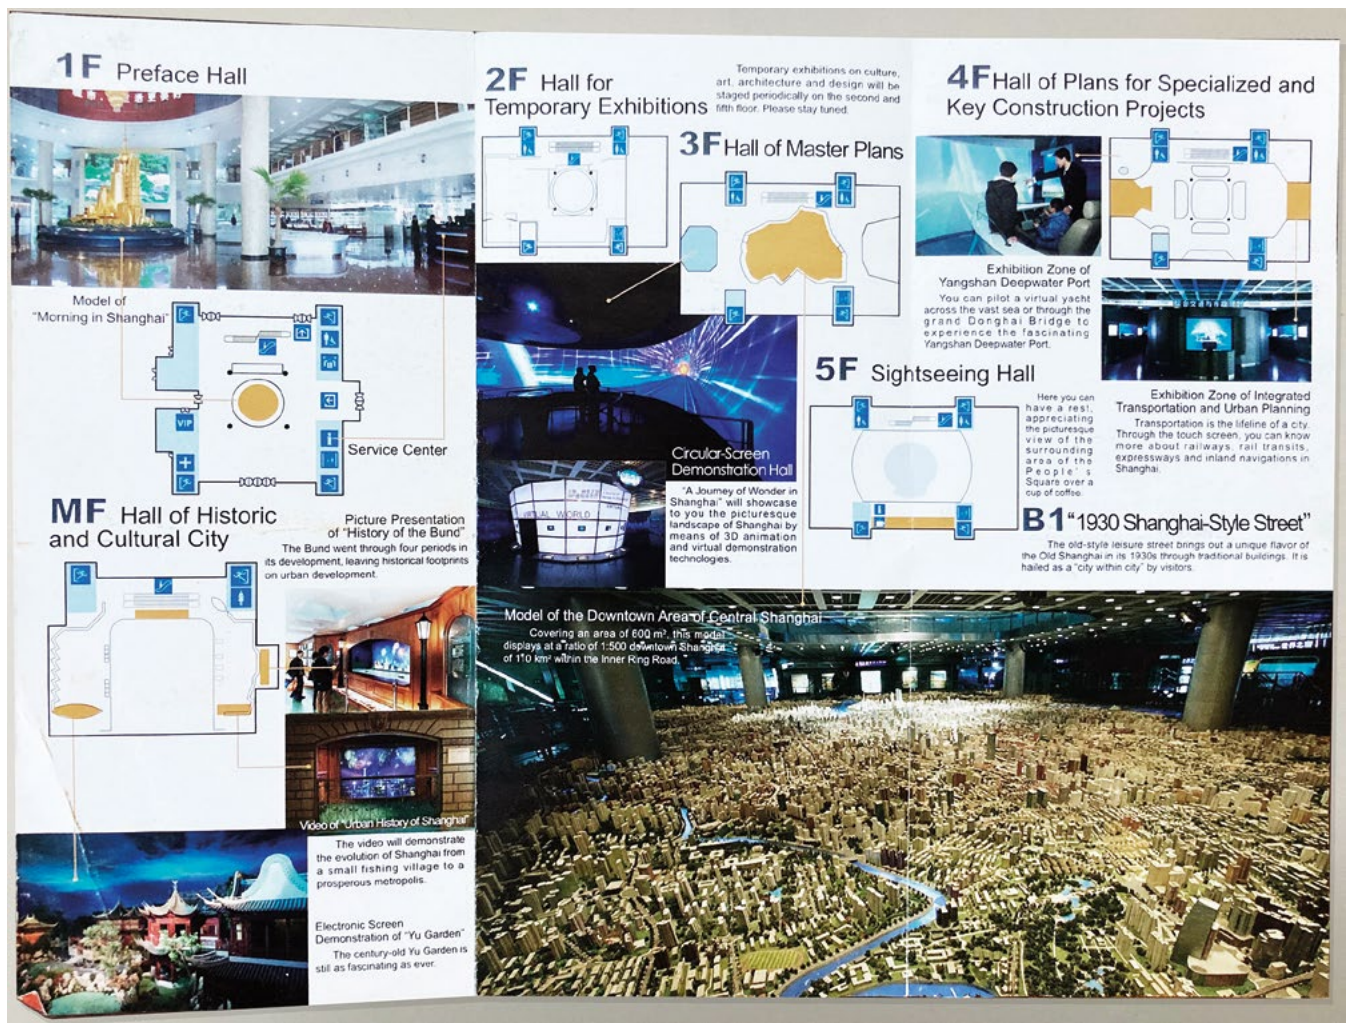 1F Preface Hall
Model of
"Morning in Shanghai"
VIP
Service Center
MF Hall of Historic
and Cultural City
Picture Presentation
of "History of the Bund"
The Bund went through four periods in
its development, leaving historical footprints
on urban development.
Video of "Urban History of Shanghai"
The video will demonstrate
the evolution of Shanghai from
a small fishing village to a
prosperous metropolis.
Electronic Screen
Demonstration of "Yu Garden"
The century-old Yu Garden is
still as fascinating as ever.
2F Hall for
Temporary Exhibitions
Temporary exhibitions on culture,
art, architecture and design will be
staged periodically on the second and
fifth floor. Please stay tuned.
3F Hall of Master Plans
Circular-Screen
Demonstration Hall
VIRTUAL WORLD
"A Journey of Wonder in
Shanghai" will showcase
to you the picturesque
landscape of Shanghai by
means of 3D animation
and virtual demonstration
technologies.
4F Hall of Plans for Specialized and
Key Construction Projects
Exhibition Zone of
Yangshan Deepwater Port
You can pilot a virtual yacht
across the vast sea or through the
grand Donghai Bridge to
experience the fascinating
Yangshan Deepwater Port.
Exhibition Zone of Integrated
Transportation and Urban Planning
Transportation is the lifeline of a city.
Through the touch screen, you can know
more about railways, rail transits,
expressways and inland navigations in
Shanghai.
5F Sightseeing Hall
Here you can
have a rest,
appreciating
the picturesque
view of the
surrounding
area of the
People's
Square over a
cup of coffee.
B1 "1930 Shanghai-Style Street"
The old-style leisure street brings out a unique flavor of
the Old Shanghai in its 1930s through traditional buildings. It is
hailed as a "city within city" by visitors.
Model of the Downtown Area of Central Shanghai
Covering an area of 600 m², this model
displays at a ratio of 1:500 downtown Shanghai
of 110 km² within the Inner Ring Road.